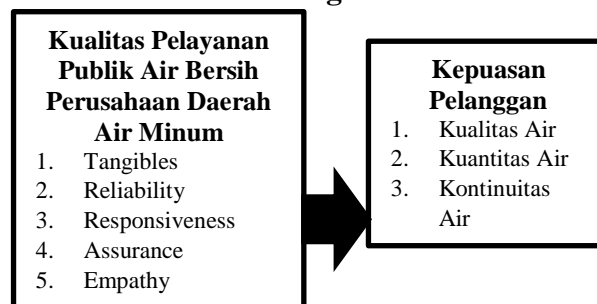 Kualitas Pelayanan
Publik Air Bersih
Perusahaan Daerah
Air Minum
1. Tangibles
2. Reliability
3. Responsiveness
4. Assurance
5. Empathy
Kepuasan
Pelanggan
1. Kualitas Air
2. Kuantitas Air
3. Kontinuitas
Air